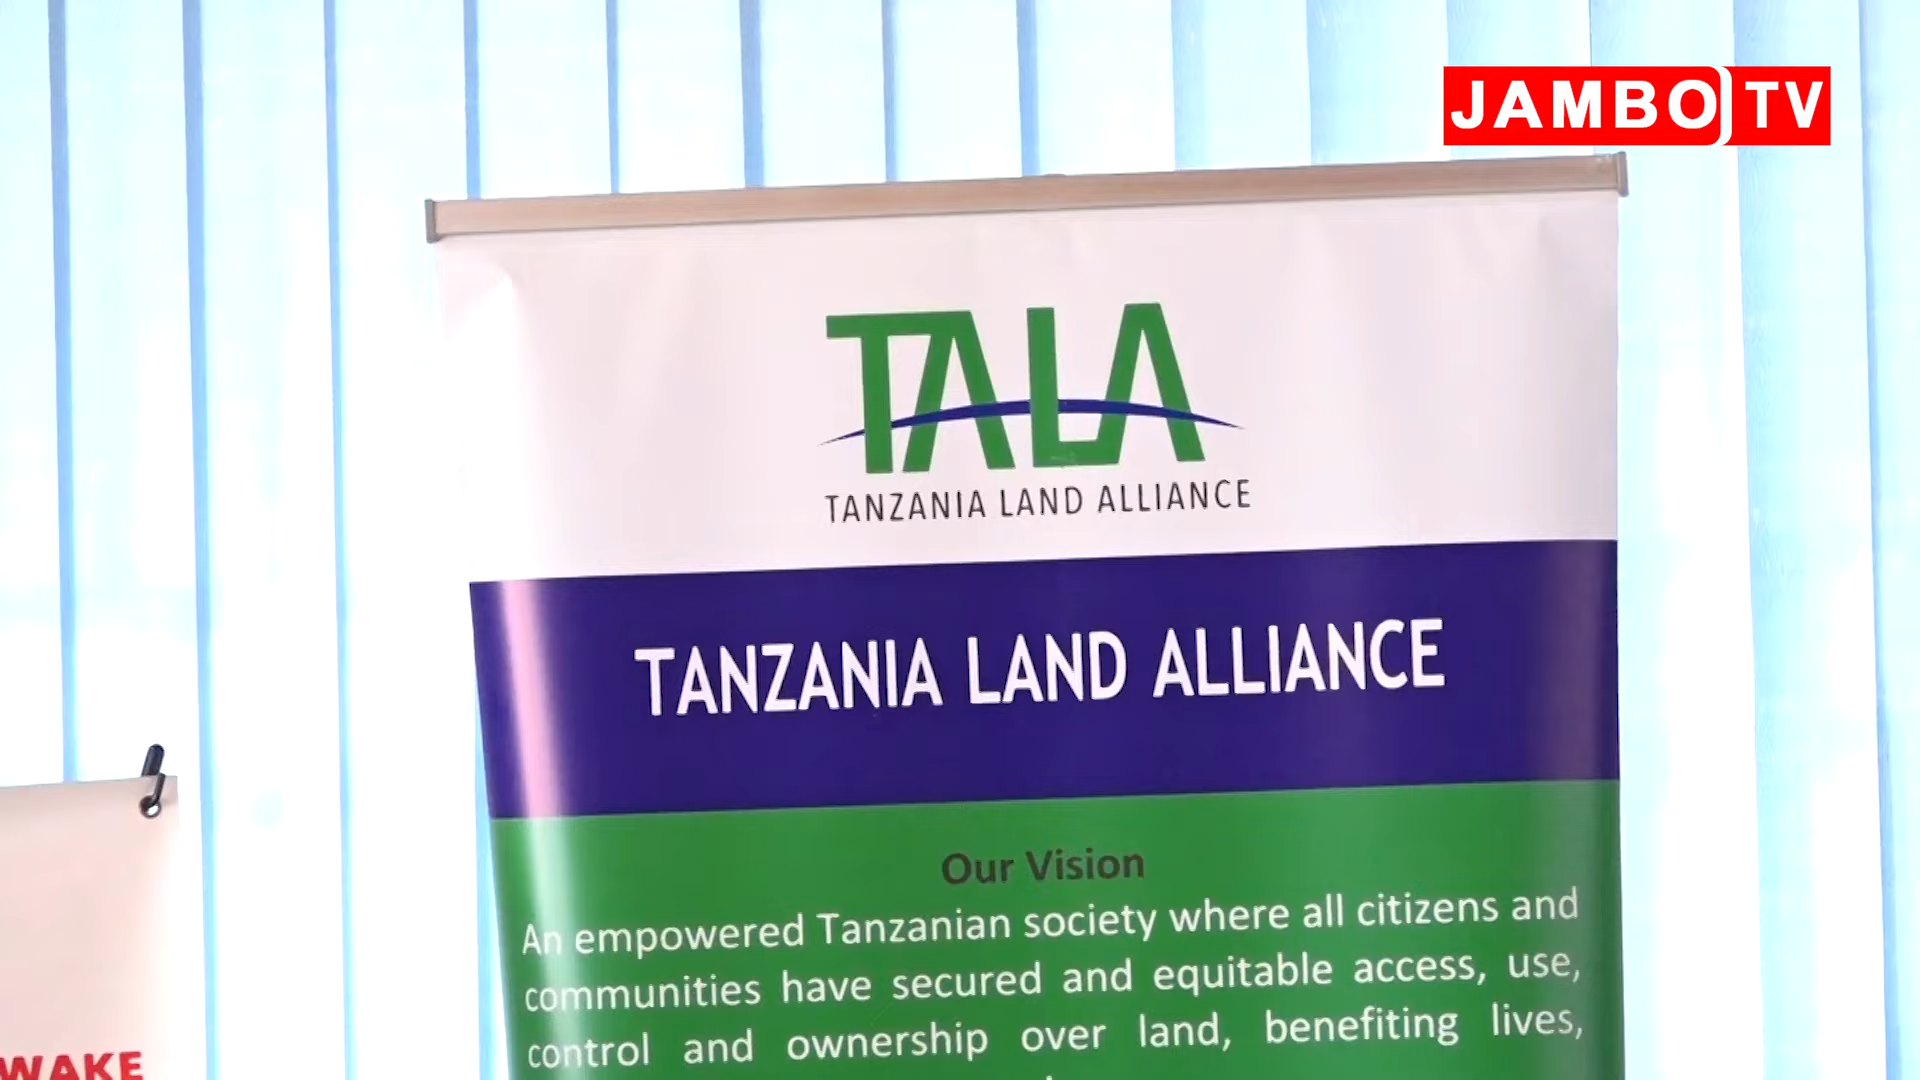 JAMBO TV
TALA
TANZANIA LAND ALLIANCE
TANZANIA LAND ALLIANCE
Our Vision
An empowered Tanzanian society where all citizens and
communities have secured and equitable access, use,
control and ownership over land, benefiting lives,
WAKE